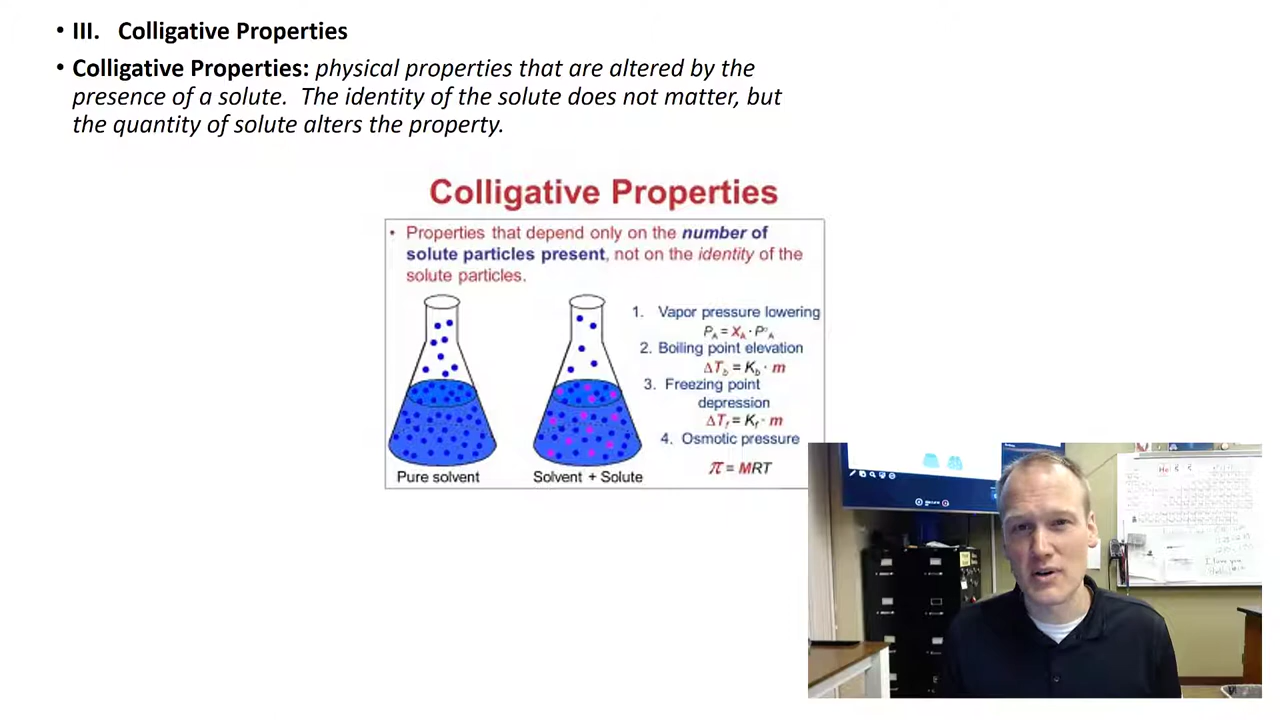 • III. Colligative Properties
• Colligative Properties: physical properties that are altered by the
presence of a solute. The identity of the solute does not matter, but
the quantity of solute alters the property.
Colligative Properties
• Properties that depend only on the number of
solute particles present, not on the identity of the
solute particles.
1. Vapor pressure lowering
P_A = X_A · P°_A
2. Boiling point elevation
ΔT_b = K_b · m
3. Freezing point
depression
ΔT_f = K_f · m
4. Osmotic pressure
π = MRT
Pure solvent
Solvent + Solute
I love you